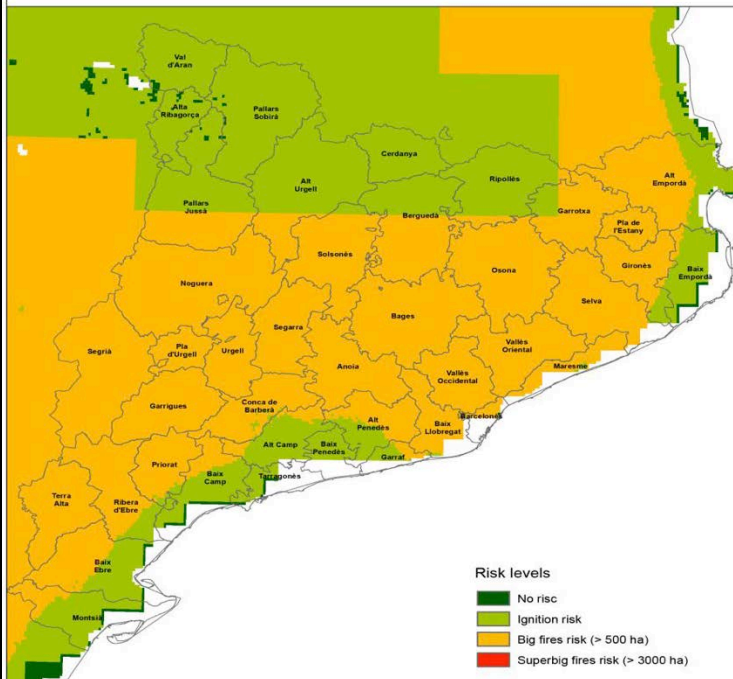 Val
d'Aran
Alta
Ribagorça
Pallars
Sobirà
Cerdanya
Alt
Urgell
Ripollès
Alt
Empordà
Pallars
Jussà
Berguedà
Garrotxa
Pla de
l'Estany
Solsonès
Gironès
Baix
Empordà
Noguera
Osona
Selva
Segarra
Bages
Segrià
Pla
d'Urgell
Urgell
Vallès
Oriental
Anoia
Maresme
Vallès
Occidental
Garrigues
Conca de
Barberà
Barcelonès
Alt
Penedès
Baix
Llobregat
Alt Camp
Baix
Penedès
Garraf
Priorat
Baix
Camp
Tarragonès
Terra
Alta
Ribera
d'Ebre
Baix
Ebre
Montsià
Risk levels
No risc
Ignition risk
Big fires risk (> 500 ha)
Superbig fires risk (> 3000 ha)